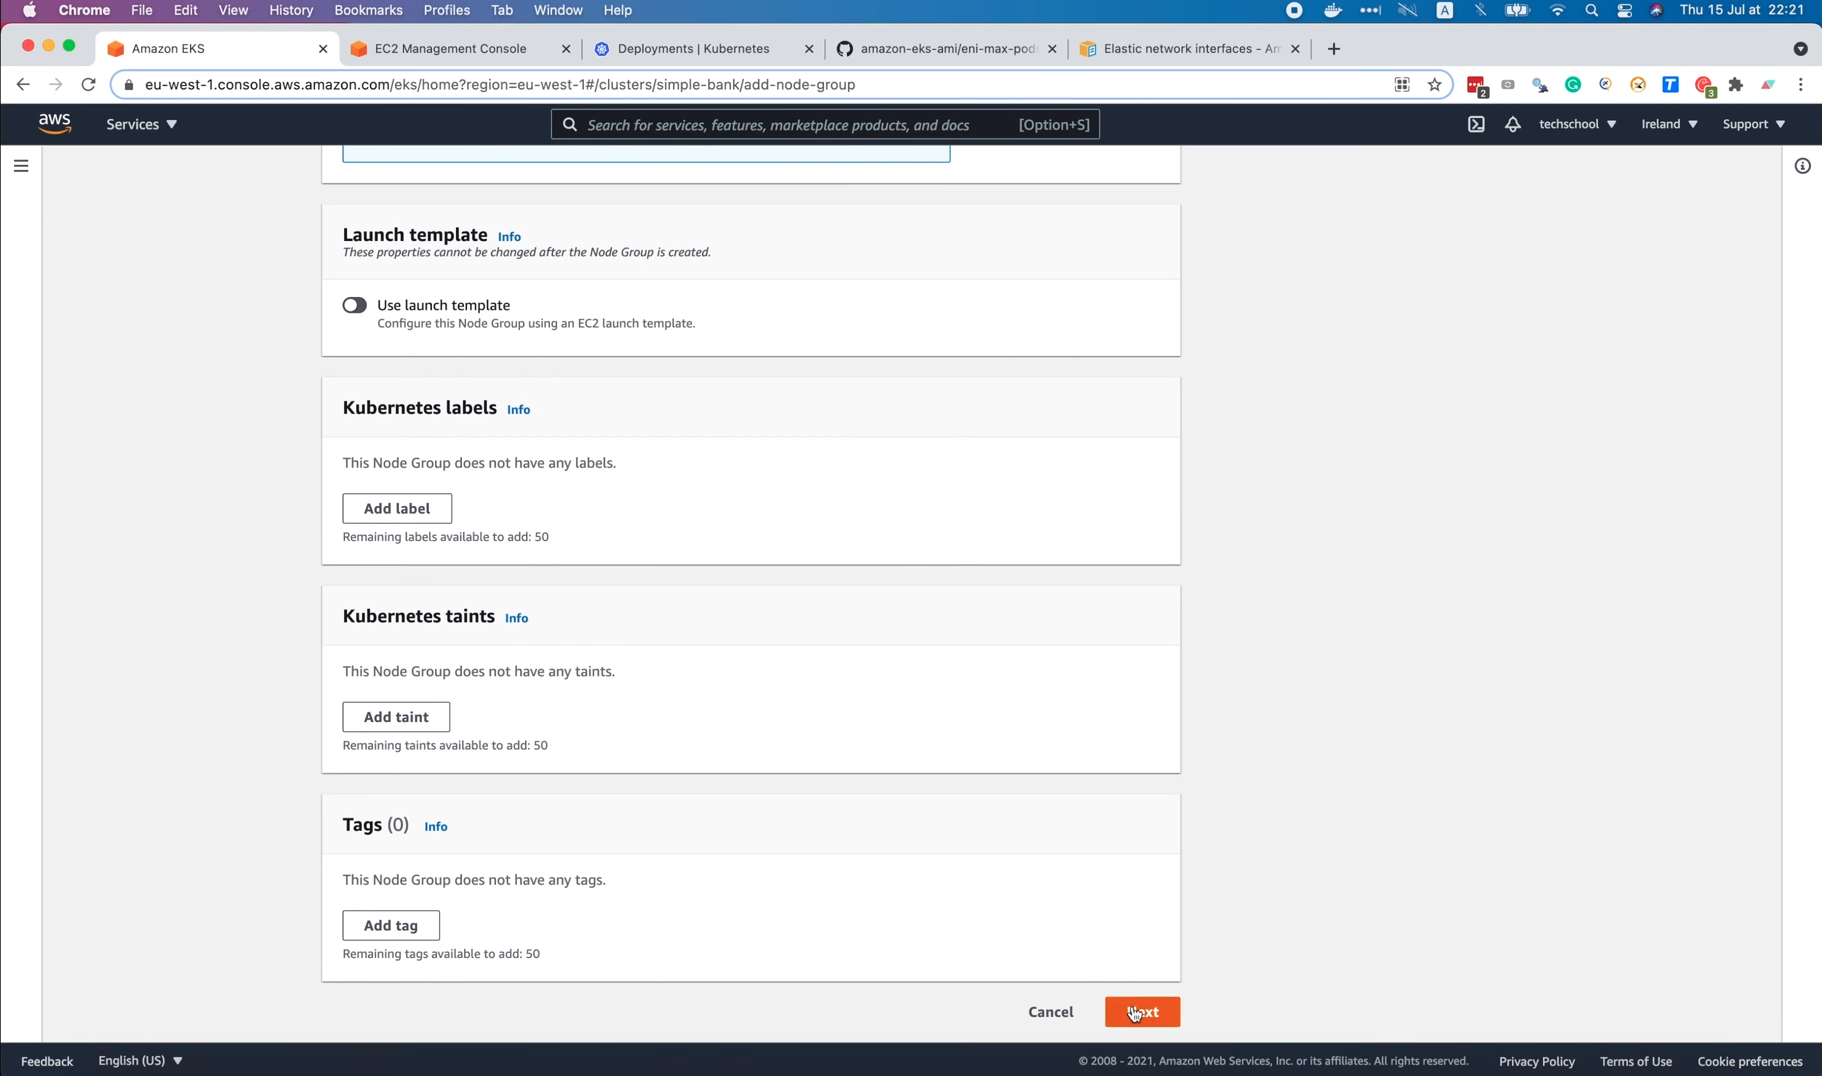 Chrome File Edit View History Bookmarks Profiles Tab Window Help A Thu 15 Jul at 22:21
Amazon EKS EC2 Management Console Deployments | Kubernetes amazon-eks-ami/eni-max-pods Elastic network interfaces - Am
eu-west-1.console.aws.amazon.com/eks/home?region=eu-west-1#/clusters/simple-bank/add-node-group 2 T 3
aws Services Search for services, features, marketplace products, and docs [Option+S] techschool Ireland Support
Launch template Info
These properties cannot be changed after the Node Group is created.
Use launch template
Configure this Node Group using an EC2 launch template.
Kubernetes labels Info
This Node Group does not have any labels.
Add label
Remaining labels available to add: 50
Kubernetes taints Info
This Node Group does not have any taints.
Add taint
Remaining taints available to add: 50
Tags (0) Info
This Node Group does not have any tags.
Add tag
Remaining tags available to add: 50
Cancel Next
Feedback English (US) © 2008 - 2021, Amazon Web Services, Inc. or its affiliates. All rights reserved. Privacy Policy Terms of Use Cookie preferences